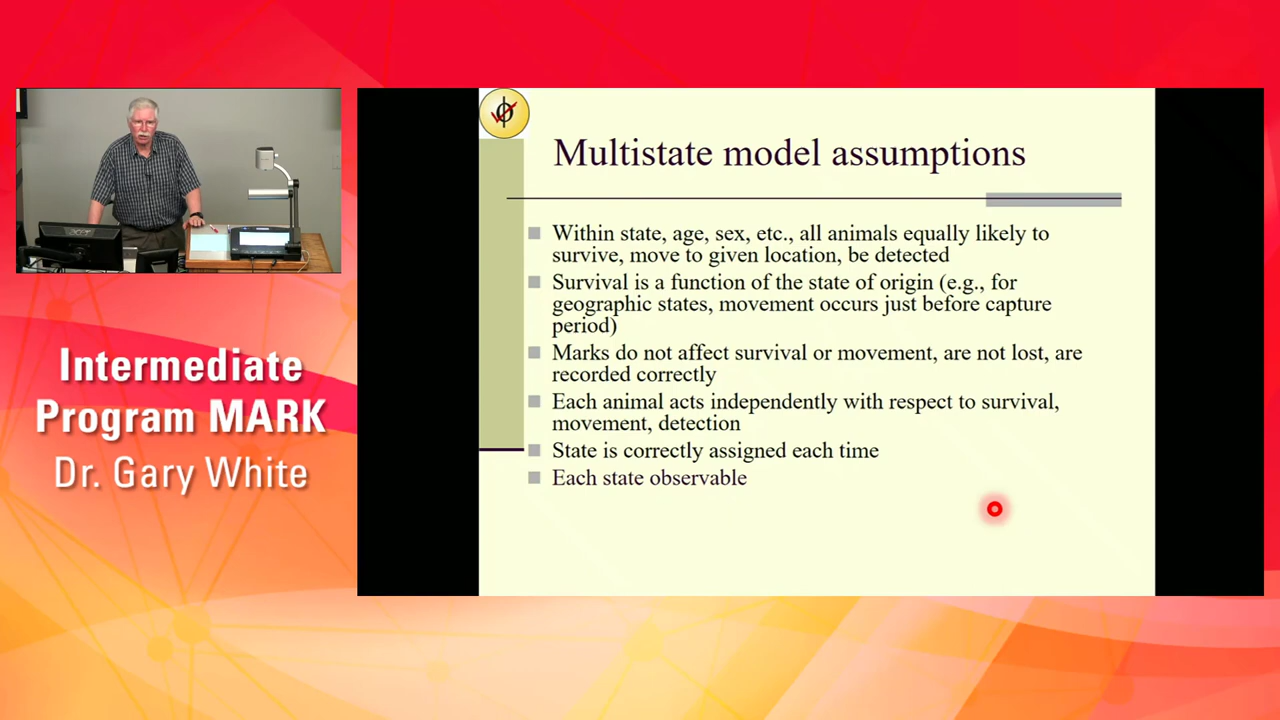 Multistate model assumptions
Within state, age, sex, etc., all animals equally likely to
survive, move to given location, be detected
Survival is a function of the state of origin (e.g., for
geographic states, movement occurs just before capture
period)
Marks do not affect survival or movement, are not lost, are
recorded correctly
Each animal acts independently with respect to survival,
movement, detection
State is correctly assigned each time
Each state observable
Intermediate
Program MARK
Dr. Gary White